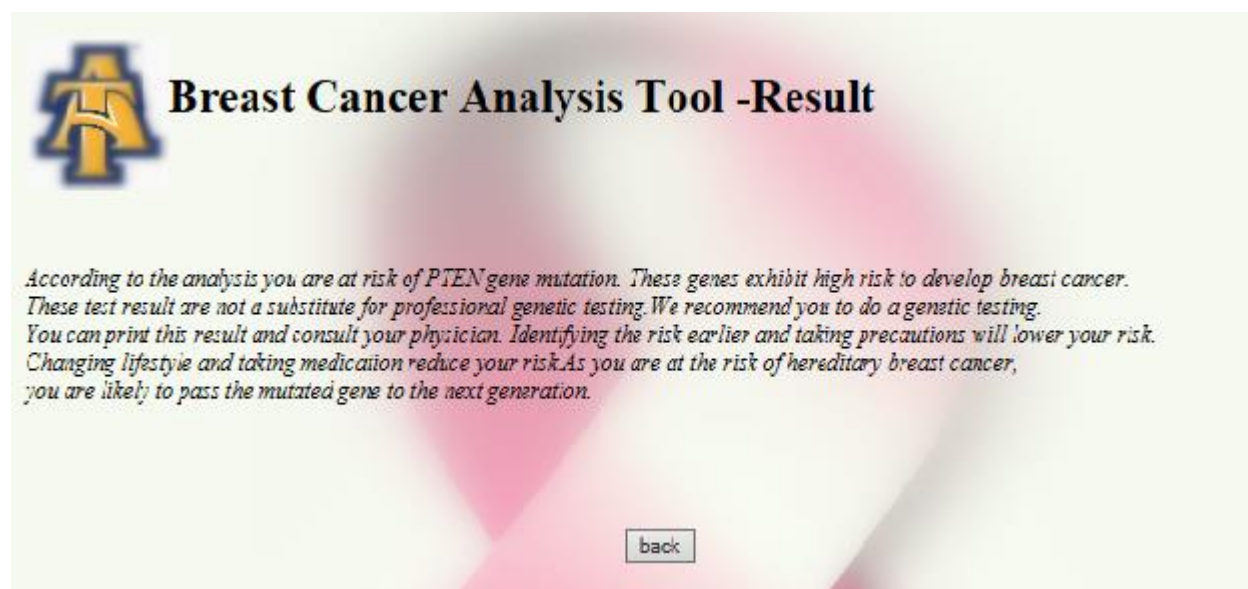 Breast Cancer Analysis Tool -Result
According to the analysis you are at risk of PTEN gene mutation. These genes exhibit high risk to develop breast cancer.
These test result are not a substitute for professional genetic testing.We recommend you to do a genetic testing.
You can print this result and consult your physician. Identifying the risk earlier and taking precautions will lower your risk.
Changing lifestyle and taking medication reduce your risk.As you are at the risk of hereditary breast cancer,
you are likely to pass the mutated gene to the next generation.
back